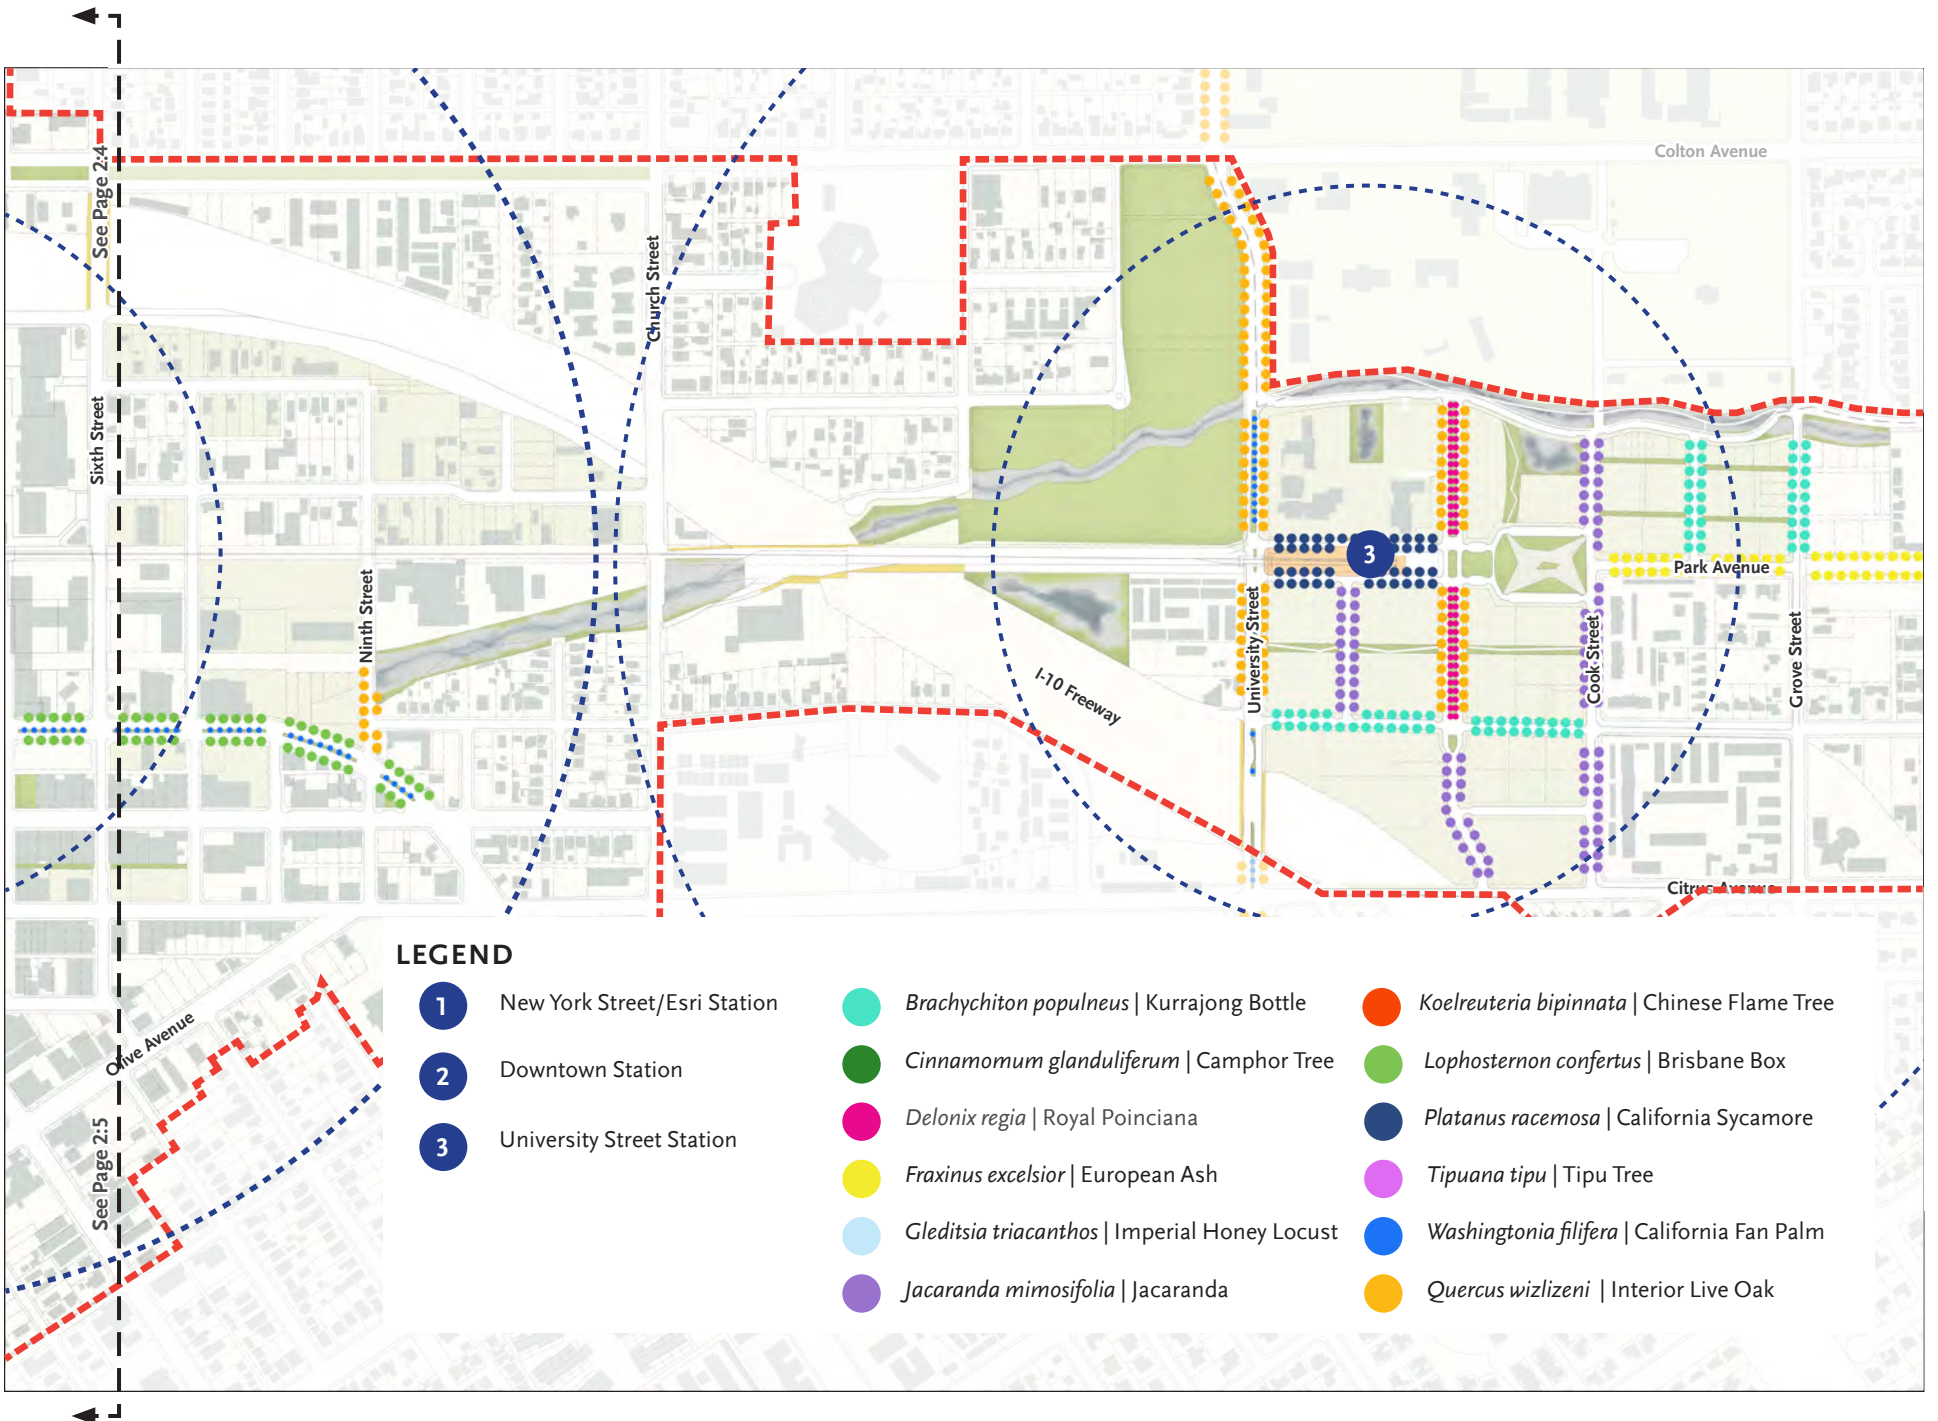 Colton Avenue
See Page 2:4
Church Street
Sixth Street
Ninth Street
3
Park Avenue
University Street
Cook Street
Grove Street
I-10 Freeway
Citrus Avenue
Olive Avenue
See Page 2:5
LEGEND
1 New York Street/Esri Station
2 Downtown Station
3 University Street Station
Brachychiton populneus | Kurrajong Bottle
Cinnamomum glanduliferum | Camphor Tree
Delonix regia | Royal Poinciana
Fraxinus excelsior | European Ash
Gleditsia triacanthos | Imperial Honey Locust
Jacaranda mimosifolia | Jacaranda
Koelreuteria bipinnata | Chinese Flame Tree
Lophosternon confertus | Brisbane Box
Platanus racemosa | California Sycamore
Tipuana tipu | Tipu Tree
Washingtonia filifera | California Fan Palm
Quercus wizlizeni | Interior Live Oak